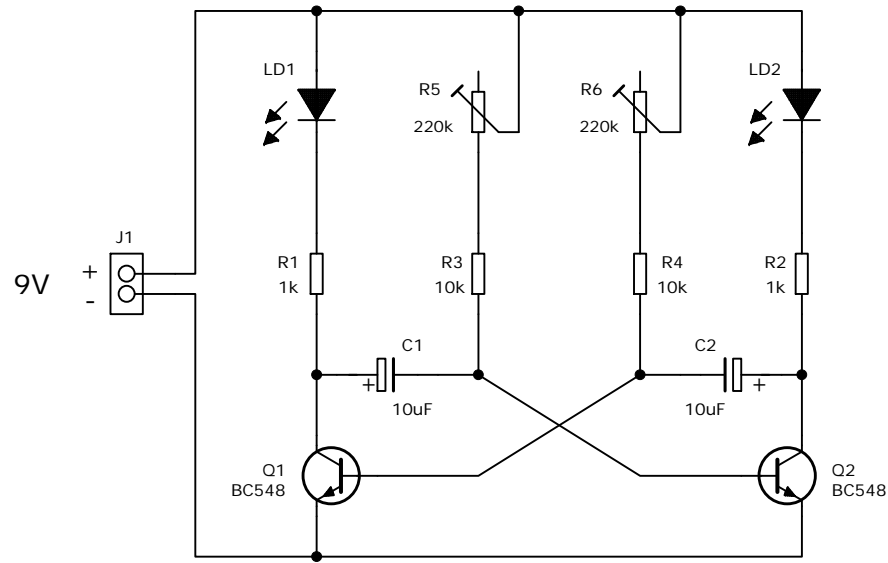 LD1
R5
220k
R6
220k
LD2
J1
9V
+
-
R1
1k
R3
10k
R4
10k
R2
1k
C1
+
10uF
C2
+
10uF
Q1
BC548
Q2
BC548